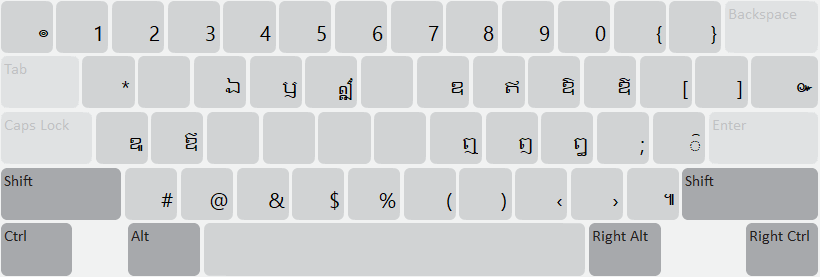 ៙ 1 2 3 4 5 6 7 8 9 0 { } Backspace
Tab * ឯ ឫ ឧ ឥ ឱ ឳ [ ] ៚
Caps Lock ឩ ឪ ឮ ឭ ឰ ; Enter
Shift # @ & $ % ( ) ‹ › ៕ Shift
Ctrl Alt Right Alt Right Ctrl